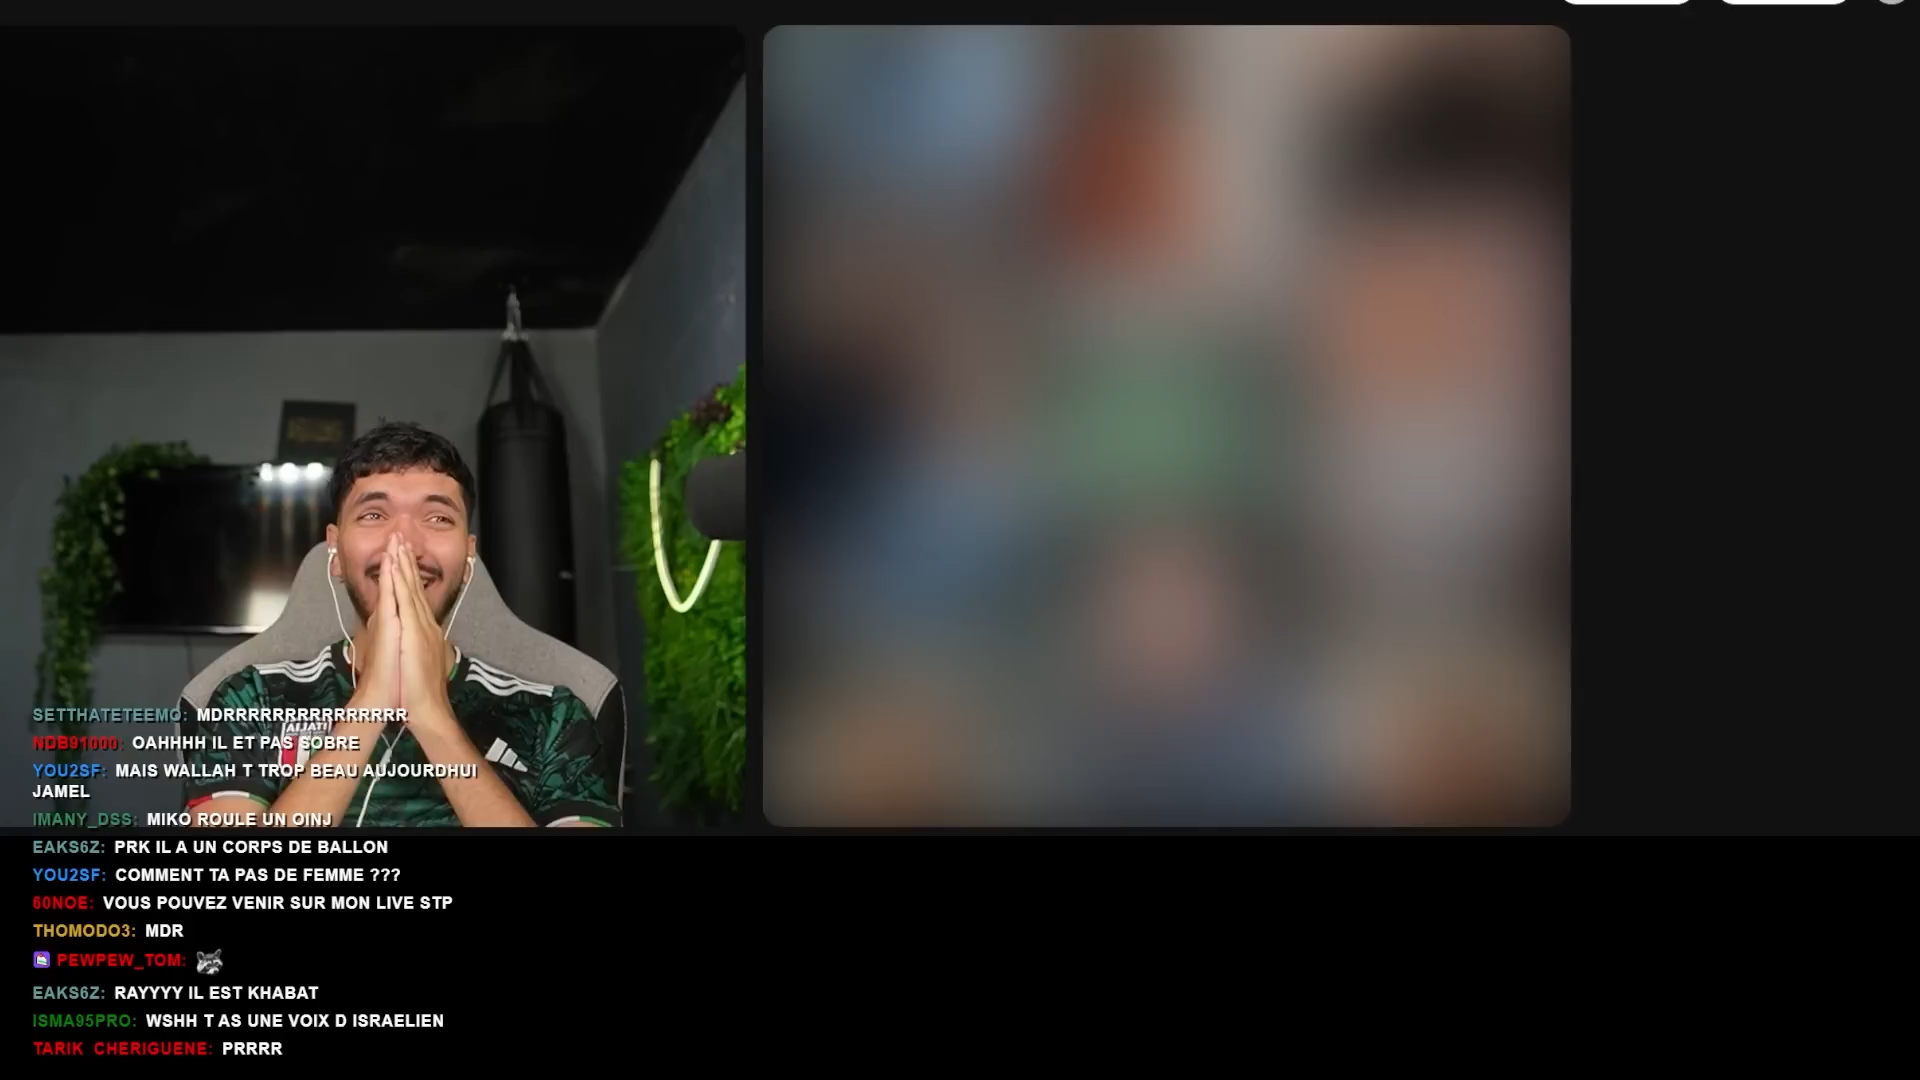 SETTHATETEEMO: MDRRRRRRRRRRRRRRR
NDB91000: OAHHHH IL ET PAS SOBRE
YOU2SF: MAIS WALLAH T TROP BEAU AUJOURDHUI
JAMEL
IMANY_DSS: MIKO ROULE UN OINJ
EAKS6Z: PRK IL A UN CORPS DE BALLON
YOU2SF: COMMENT TA PAS DE FEMME ???
60NOE: VOUS POUVEZ VENIR SUR MON LIVE STP
THOMODO3: MDR
PEWPEW_TOM:
EAKS6Z: RAYYYY IL EST KHABAT
ISMA95PRO: WSHH T AS UNE VOIX D ISRAELIEN
TARIK_CHERIGUENE: PRRRR